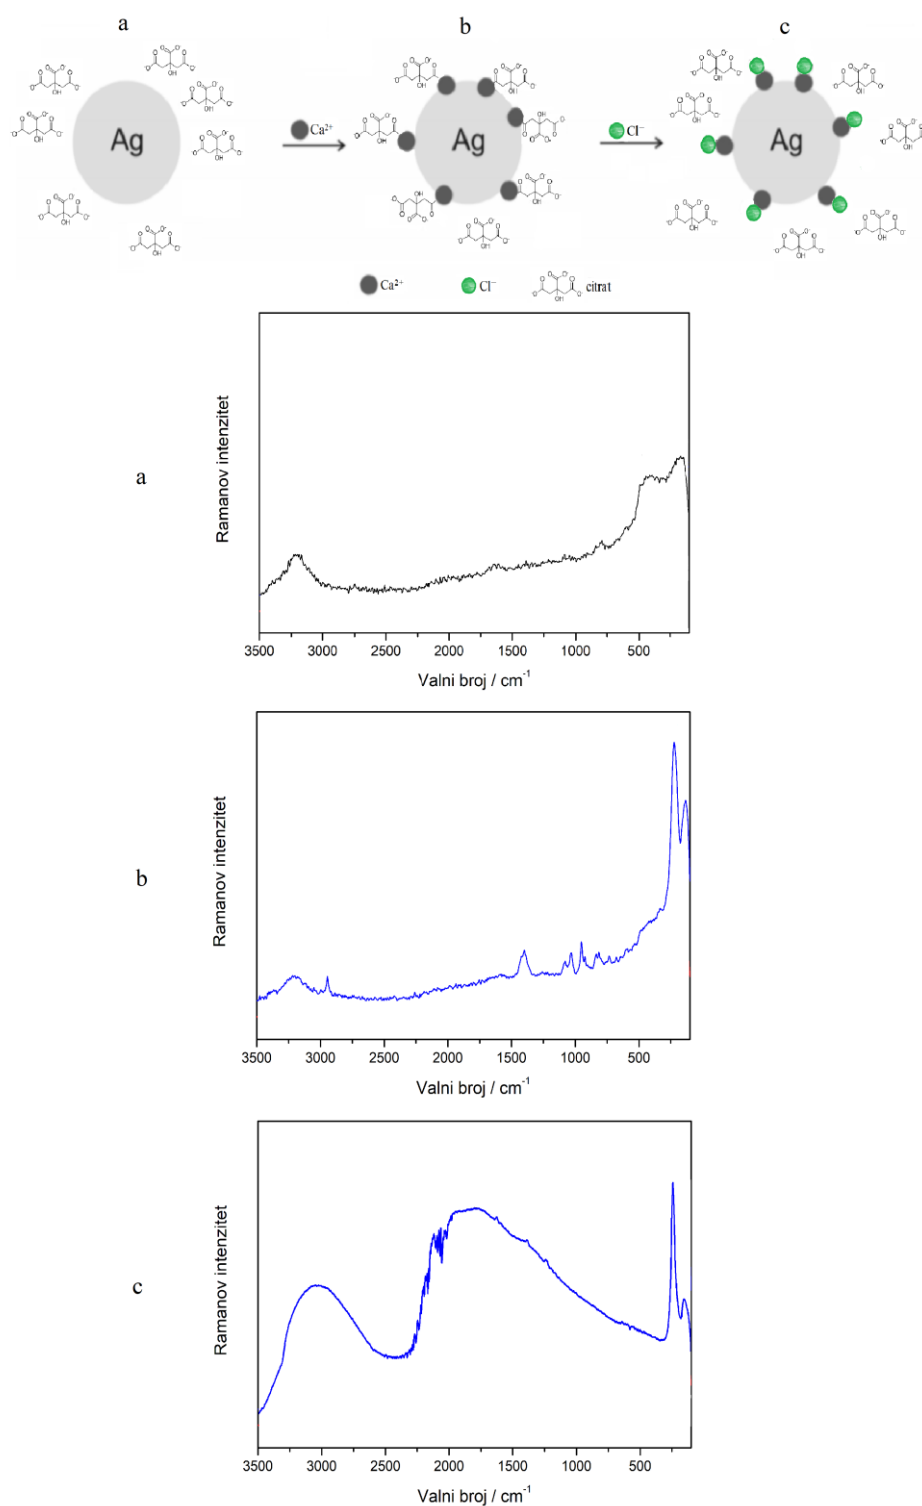 a
b
c
Ag
Ca²⁺
Ag
Cl⁻
Ag
Ca²⁺
Cl⁻
citrat
a
Ramanov intenzitet
3500 3000 2500 2000 1500 1000 500
Valni broj / cm⁻¹
b
Ramanov intenzitet
3500 3000 2500 2000 1500 1000 500
Valni broj / cm⁻¹
c
Ramanov intenzitet
3500 3000 2500 2000 1500 1000 500
Valni broj / cm⁻¹